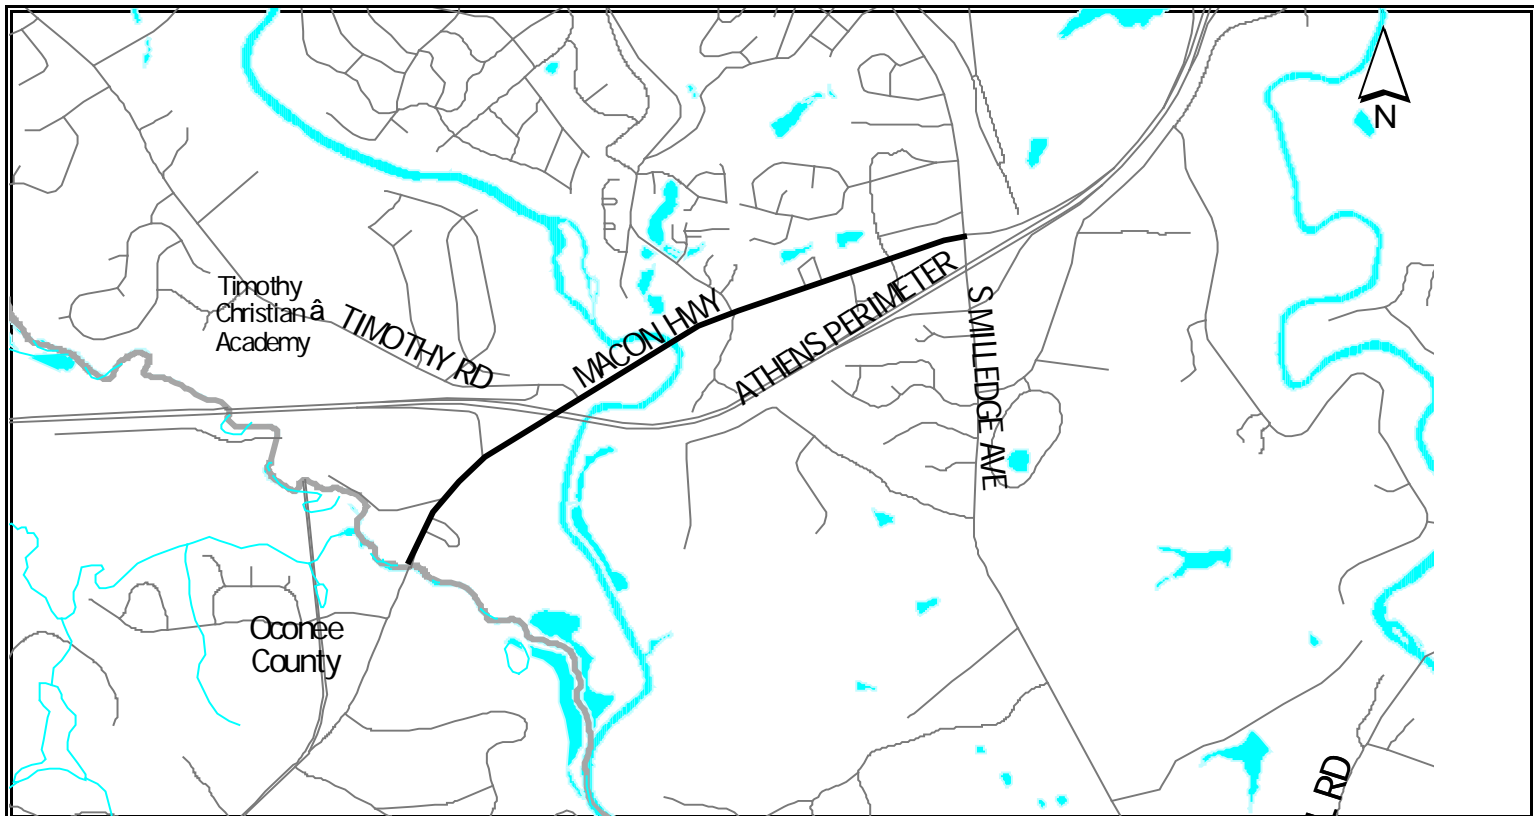 N
Timothy
Christian â
Academy
TIMOTHY RD
MACON HWY
ATHENS PERIMETER
S MILLEDGE AVE
Oconee
County
L RD